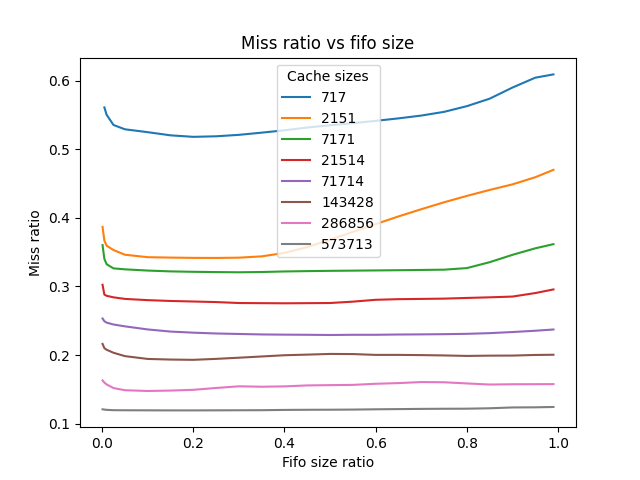 Miss ratio vs fifo size
Cache sizes
717
2151
7171
21514
71714
143428
286856
573713
Miss ratio
0.6
0.5
0.4
0.3
0.2
0.1
0.0 0.2 0.4 0.6 0.8 1.0
Fifo size ratio